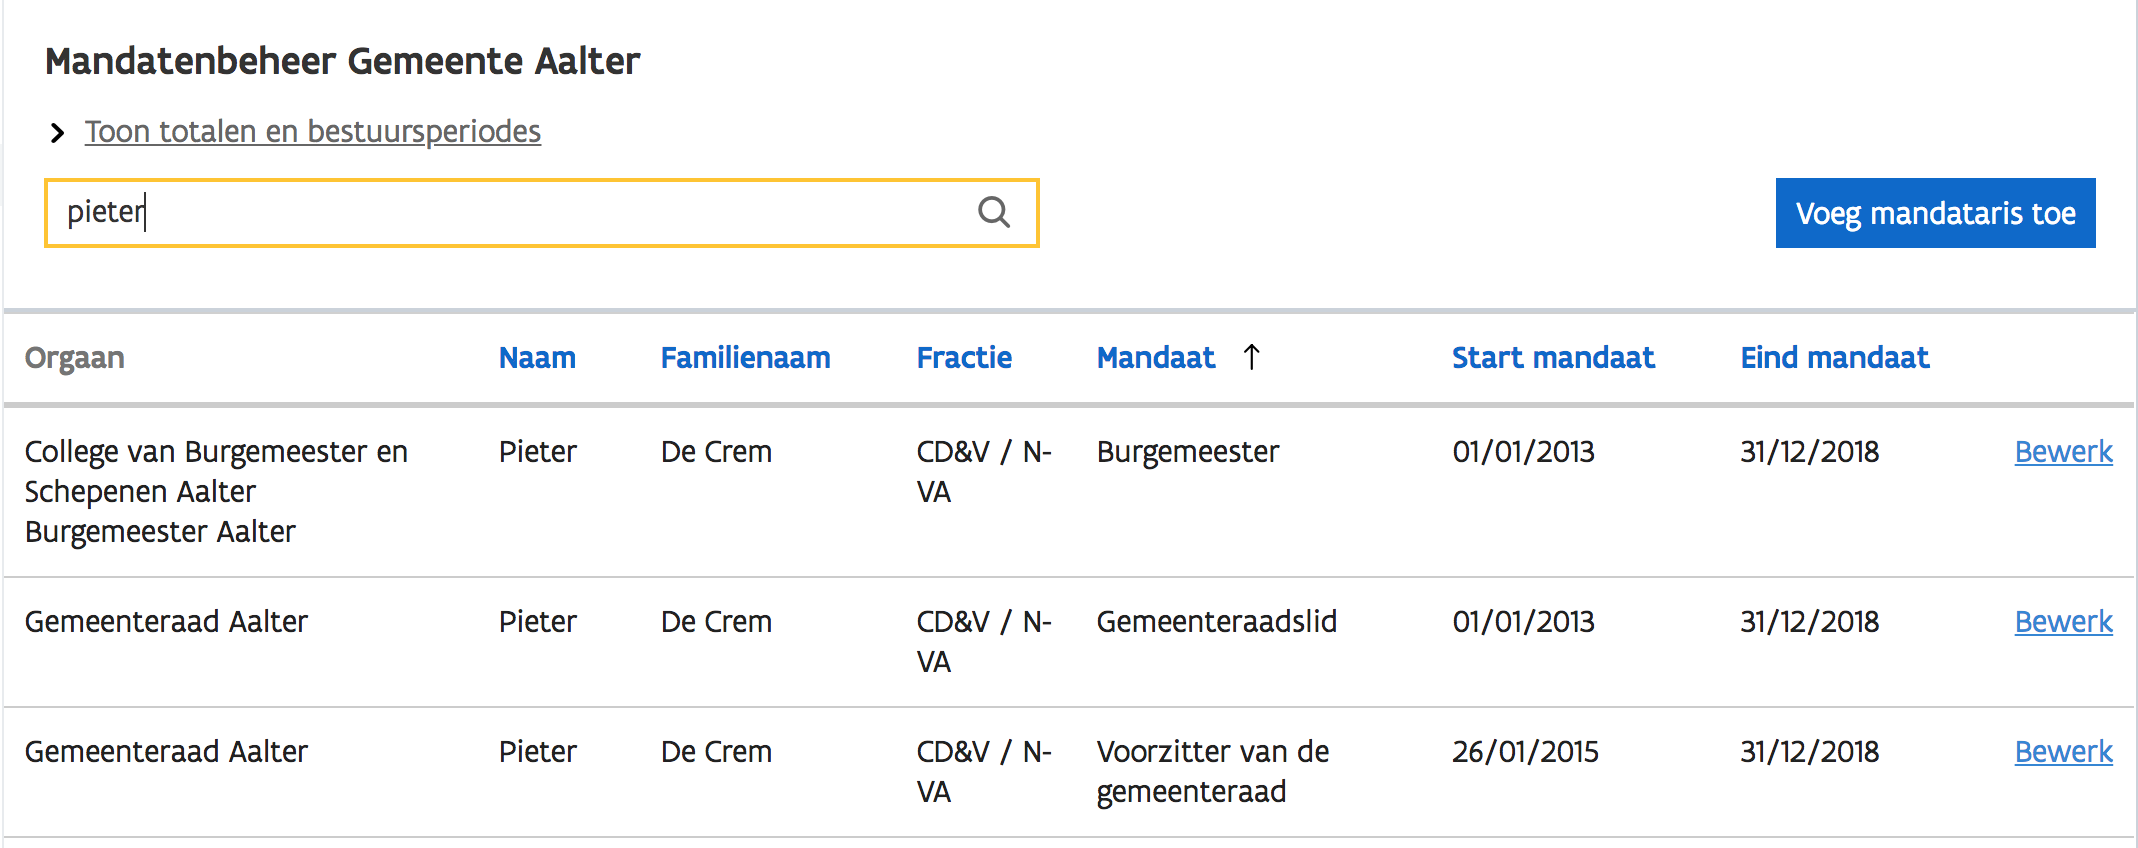 Mandatenbeheer Gemeente Aalter
Toon totalen en bestuursperiodes
pieter
Voeg mandataris toe
Orgaan Naam Familienaam Fractie Mandaat ↑ Start mandaat Eind mandaat
College van Burgemeester en Pieter De Crem CD&V / N- Burgemeester 01/01/2013 31/12/2018 Bewerk
Schepenen Aalter VA
Burgemeester Aalter
Gemeenteraad Aalter Pieter De Crem CD&V / N- Gemeenteraadslid 01/01/2013 31/12/2018 Bewerk
VA
Gemeenteraad Aalter Pieter De Crem CD&V / N- Voorzitter van de 26/01/2015 31/12/2018 Bewerk
VA gemeenteraad